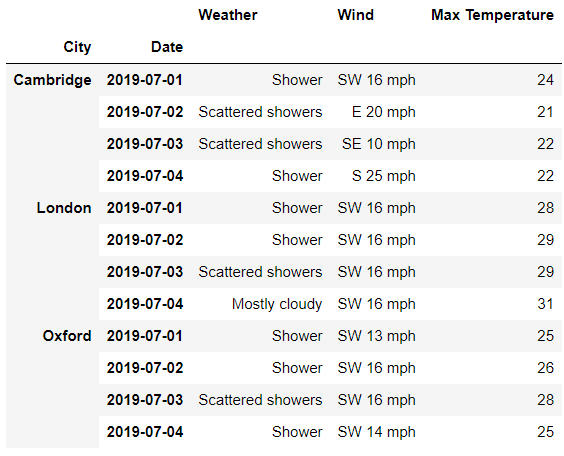 Weather Wind Max Temperature
City Date
Cambridge 2019-07-01 Shower SW 16 mph 24
2019-07-02 Scattered showers E 20 mph 21
2019-07-03 Scattered showers SE 10 mph 22
2019-07-04 Shower S 25 mph 22
London 2019-07-01 Shower SW 16 mph 28
2019-07-02 Shower SW 16 mph 29
2019-07-03 Scattered showers SW 16 mph 29
2019-07-04 Mostly cloudy SW 16 mph 31
Oxford 2019-07-01 Shower SW 13 mph 25
2019-07-02 Shower SW 16 mph 26
2019-07-03 Scattered showers SW 16 mph 28
2019-07-04 Shower SW 14 mph 25